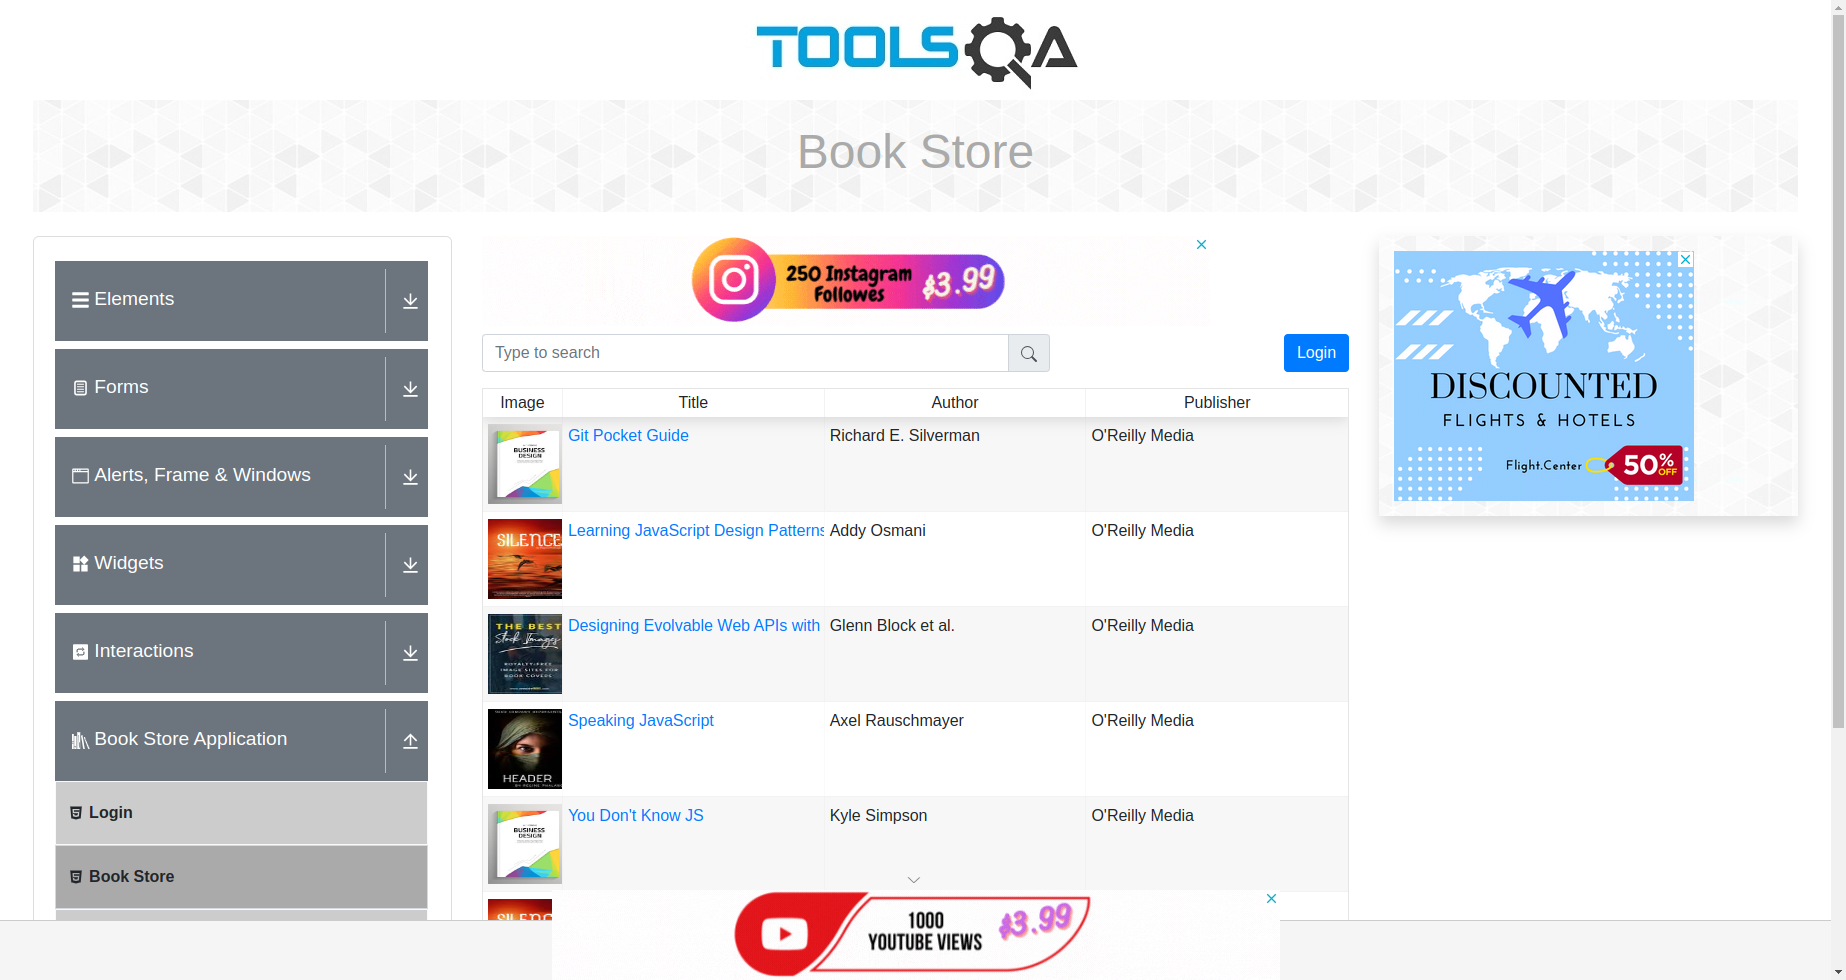 TOOLSQA
Book Store
Elements
Forms
Alerts, Frame & Windows
Widgets
Interactions
Book Store Application
Login
Book Store
250 Instagram
Followes
$3.99
Type to search
Login
Image Title Author Publisher
BUSINESS
DESIGN
Git Pocket Guide Richard E. Silverman O'Reilly Media
SILENCE
Learning JavaScript Design Patterns Addy Osmani O'Reilly Media
THE BEST
Stock Images
ROYALTY-FREE
IMAGE SITES FOR
BOOK COVERS
Designing Evolvable Web APIs with Glenn Block et al. O'Reilly Media
HEADER
Speaking JavaScript Axel Rauschmayer O'Reilly Media
BUSINESS
DESIGN
You Don't Know JS Kyle Simpson O'Reilly Media
DISCOUNTED
FLIGHTS & HOTELS
Flight.Center
50%
OFF
1000
YOUTUBE VIEWS
$3.99